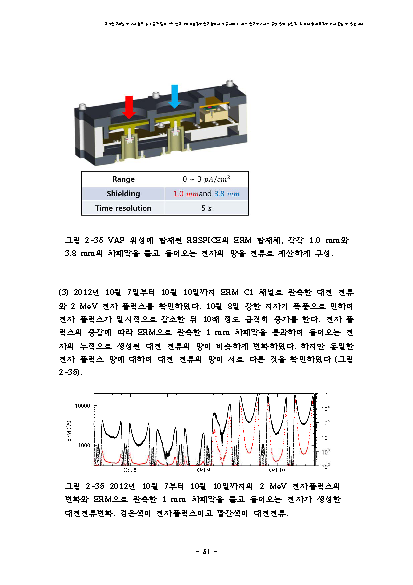 Range 0 ~ 3 pA/cm²
Shielding 1.0 mm and 3.8 mm
Time resolution 5 s
그림 2-35 VAP 위성에 탑재된 RBSPICE의 ERM 탑재체, 각각 1.0 mm와
3.8 mm의 차폐막을 뚫고 들어오는 전자의 양을 전류로 계산하게 구성.
(3) 2012년 10월 7일부터 10월 10일까지 ERM C1 채널로 관측한 대전 전류
와 2 MeV 전자 플럭스를 확인하였다. 10월 8일 강한 자기 폭풍으로 인하여
전자 플럭스가 일시적으로 감소한 뒤 10배 정도 급격히 증가를 한다. 전자 플
럭스의 증감에 따라 ERM으로 관측한 1 mm 차폐막을 통과하여 들어오는 전
자의 누적으로 생성된 대전 전류의 양이 비슷하게 변화하였다. 하지만 동일한
전자 플럭스 양에 대하여 대전 전류의 양이 서로 다른 것을 확인하였다 (그림
2-36).
10000
1000
그림 2-36 2012년 10월 7부터 10월 10일까지의 2 MeV 전자플럭스의
변화와 ERM으로 관측한 1 mm 차폐막을 뚫고 들어오는 전자가 생성한
대전전류변화. 검은색이 전자플럭스이고 빨간색이 대전전류.
- 51 -